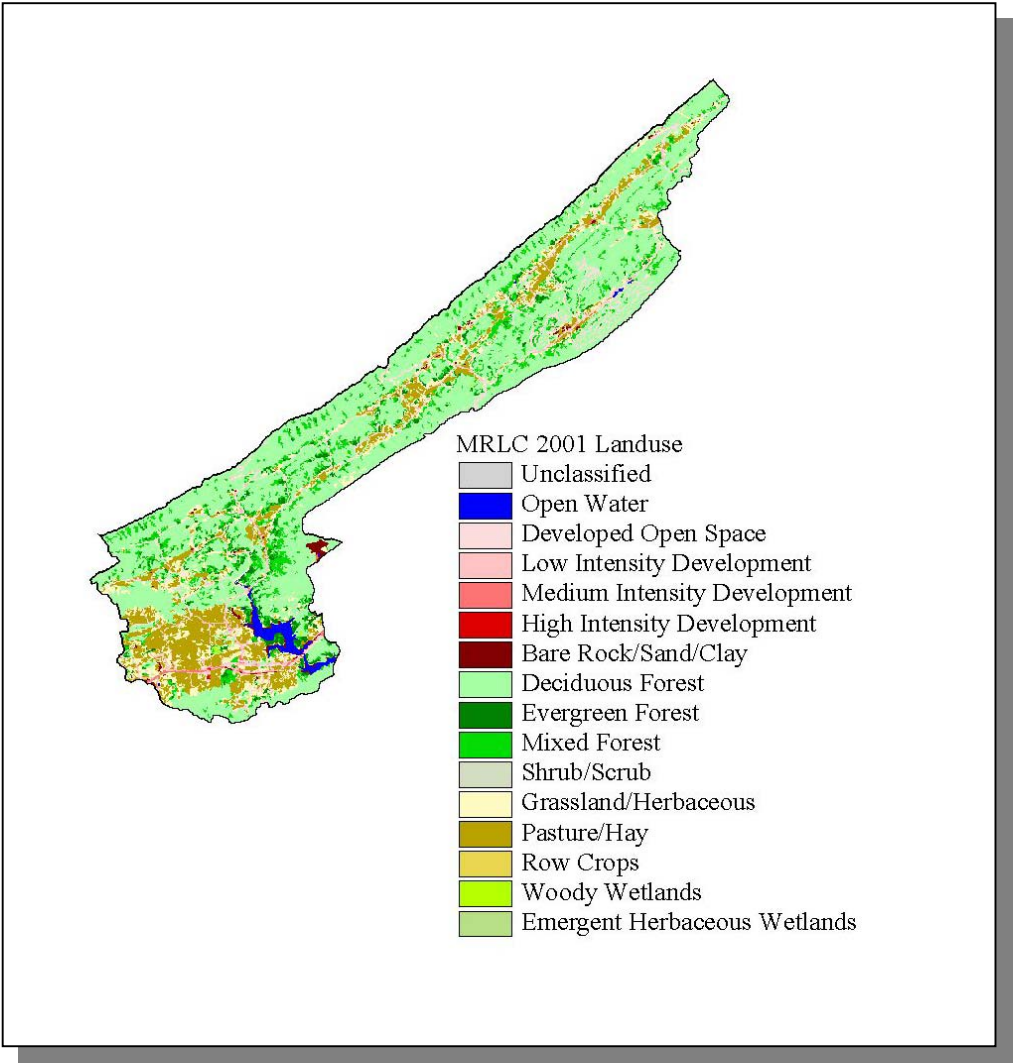 MRLC 2001 Landuse
Unclassified
Open Water
Developed Open Space
Low Intensity Development
Medium Intensity Development
High Intensity Development
Bare Rock/Sand/Clay
Deciduous Forest
Evergreen Forest
Mixed Forest
Shrub/Scrub
Grassland/Herbaceous
Pasture/Hay
Row Crops
Woody Wetlands
Emergent Herbaceous Wetlands